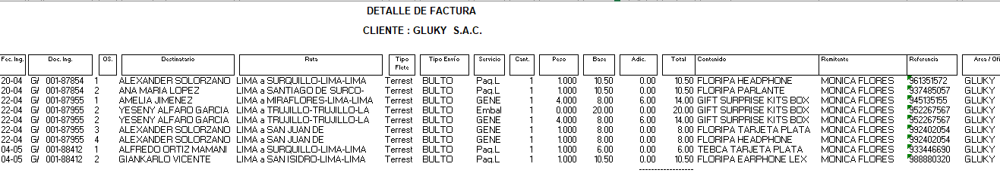 DETALLE DE FACTURA
CLIENTE : GLUKY S.A.C.
Fec. Ing. Doc. Ing. OS. Destinatario Ruta Tipo Flete Tipo Envío Servicio Cant. Peso Base Adic. Total Contenido Remitente Referencia Area / Ofi
20-04 G/ 001-87854 1 ALEXANDER SOLORZANO LIMA a SURQUILLO-LIMA-LIMA Terrest BULTO Paq.L 1 1.000 10.50 0.00 10.50 FLORIPA HEADPHONE MONICA FLORES 961351572 GLUKY
20-04 G/ 001-87854 2 ANA MARIA LOPEZ LIMA a SANTIAGO DE SURCO- Terrest BULTO Paq.L 1 1.000 10.50 0.00 10.50 FLORIPA PARLANTE MONICA FLORES 937485057 GLUKY
22-04 G/ 001-87955 1 AMELIA JIMENEZ LIMA a MIRAFLORES-LIMA-LIMA Terrest BULTO GENE 1 4.000 8.00 6.00 14.00 GIFT SURPRISE KITS BOX MONICA FLORES 945135155 GLUKY
22-04 G/ 001-87955 2 YESENY ALFARO GARCIA LIMA a TRUJILLO-TRUJILLO-LA Terrest BULTO Embal 1 0.000 20.00 0.00 20.00 GIFT SURPRISE KITS BOX MONICA FLORES 952267567 GLUKY
22-04 G/ 001-87955 2 YESENY ALFARO GARCIA LIMA a TRUJILLO-TRUJILLO-LA Terrest BULTO GENE 1 4.000 8.00 6.00 14.00 GIFT SURPRISE KITS BOX MONICA FLORES 952267567 GLUKY
22-04 G/ 001-87955 3 ALEXANDER SOLORZANO LIMA a SAN JUAN DE Terrest BULTO GENE 1 1.000 8.00 0.00 8.00 FLORIPA TARJETA PLATA MONICA FLORES 992402054 GLUKY
22-04 G/ 001-87955 4 ALEXANDER SOLORZANO LIMA a SAN JUAN DE Terrest BULTO GENE 1 1.000 8.00 0.00 8.00 FLORIPA HEADPHONE MONICA FLORES 992402054 GLUKY
04-05 G/ 001-88412 1 ALFREDO ORTIZ MAMANI LIMA a SURQUILLO-LIMA-LIMA Terrest BULTO Paq.L 1 1.000 6.00 0.00 6.00 TEBCA TARJETA PLATA MONICA FLORES 933446690 GLUKY
04-05 G/ 001-88412 2 GIANKARLO VICENTE LIMA a SAN ISIDRO-LIMA-LIMA Terrest BULTO Paq.L 1 1.000 10.50 0.00 10.50 FLORIPA EARPHONE LEX MONICA FLORES 988880320 GLUKY